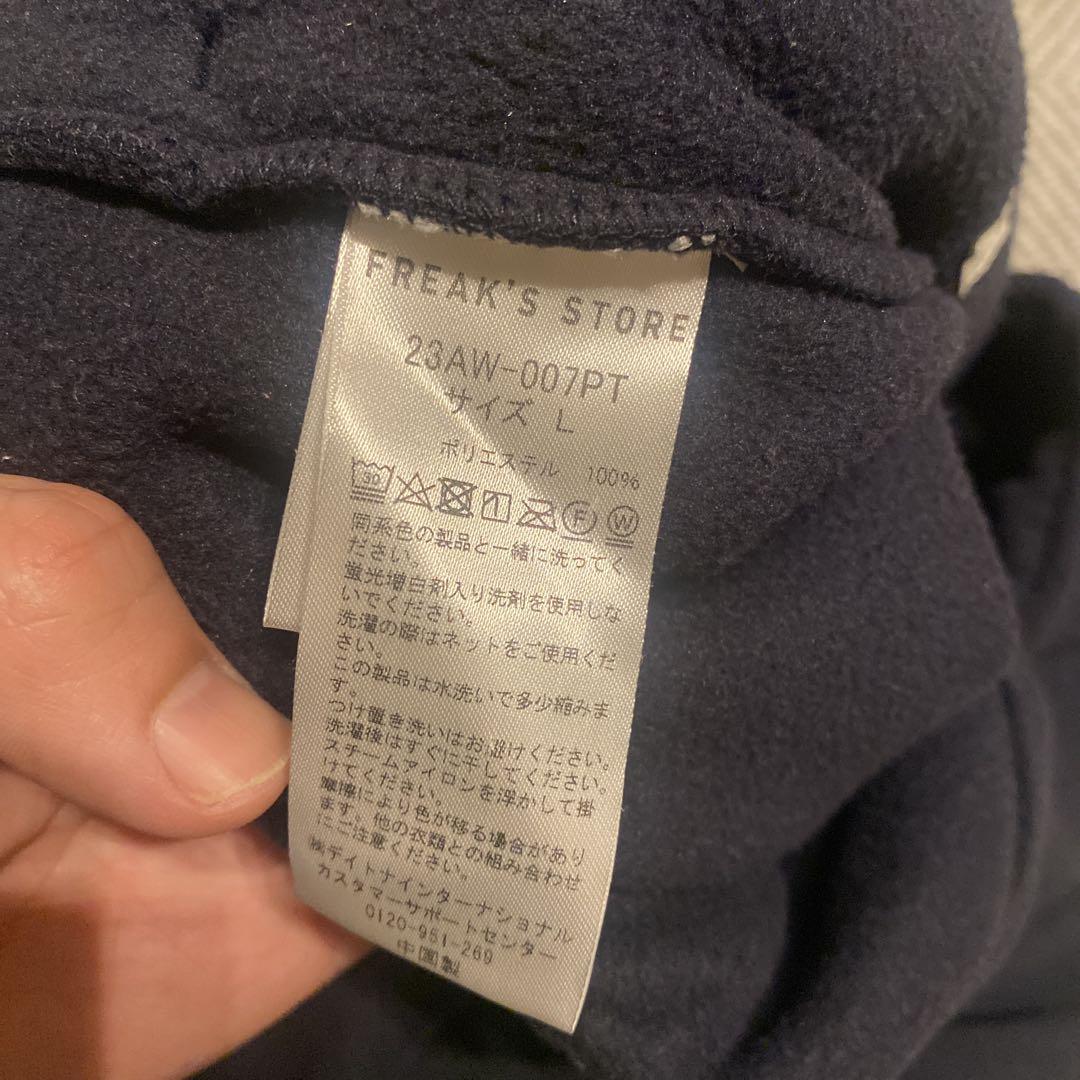 FREAK'S STORE
23AW-007PT
サイズ L
ポリエステル 100%
30
F W
同系色の製品と一緒に洗ってく
ださい。
蛍光増白剤入り洗剤を使用しな
いでください。
洗濯の際はネットをご使用くだ
さい。
この製品は水洗いで多少縮みま
す。
つけ置き洗いはお避けください。
洗濯後はすぐに干してください。
スチームアイロンを浮かして掛
けてください。
摩擦により色が移る場合があり
ます。他の衣類との組み合わせ
にご注意ください。
㈱デイトナインターナショナル
カスタマーサポートセンター
0120-951-269
中国製